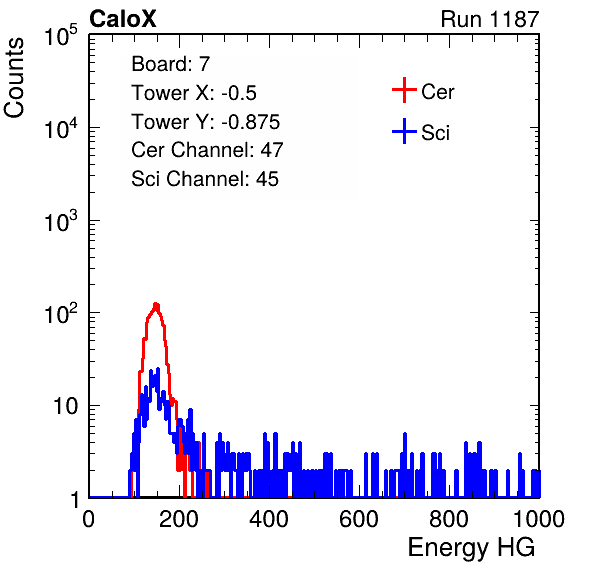 CaloX Run 1187
Counts
Board: 7
Tower X: -0.5
Tower Y: -0.875
Cer Channel: 47
Sci Channel: 45
Cer
Sci
10^5
10^4
10^3
10^2
10
1
0 200 400 600 800 1000
Energy HG